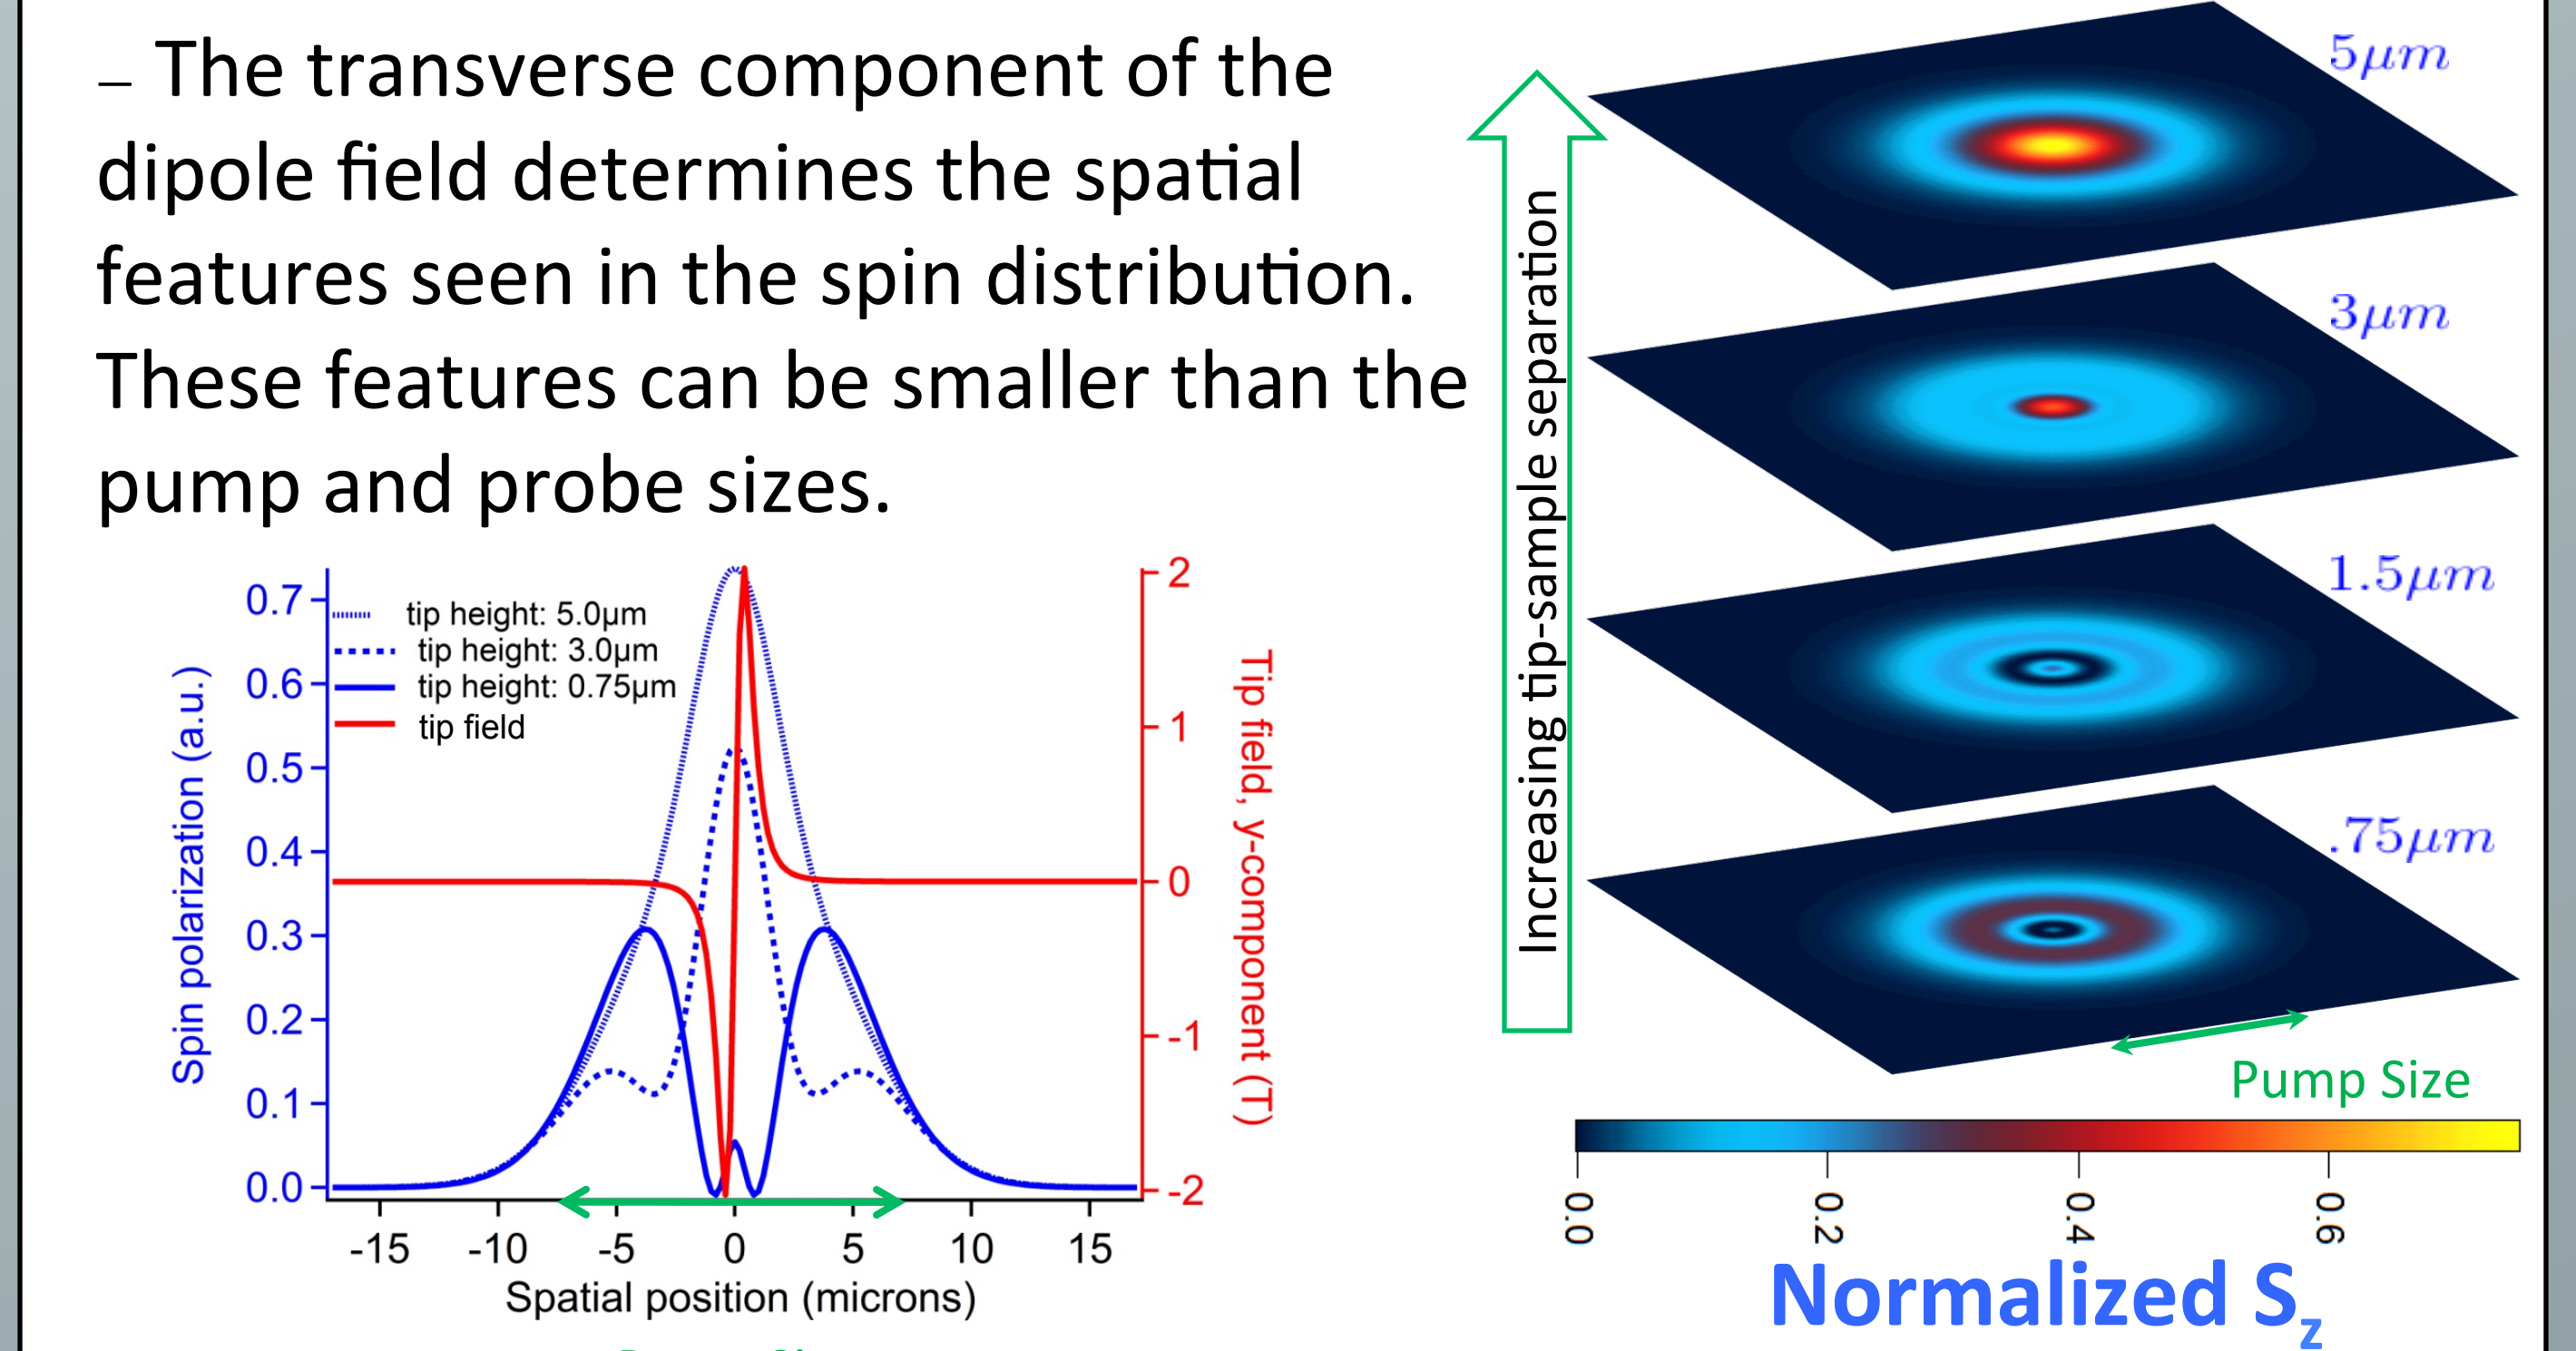 – The transverse component of the
dipole field determines the spatial
features seen in the spin distribution.
These features can be smaller than the
pump and probe sizes.
0.7
0.6
0.5
0.4
0.3
0.2
0.1
0.0
Spin polarization (a.u.)
tip height: 5.0µm
tip height: 3.0µm
tip height: 0.75µm
tip field
2
1
0
-1
-2
Tip field, y-component (T)
-15 -10 -5 0 5 10 15
Spatial position (microns)
Increasing tip-sample separation
5µm
3µm
1.5µm
.75µm
Pump Size
0.0 0.2 0.4 0.6
Normalized Sz